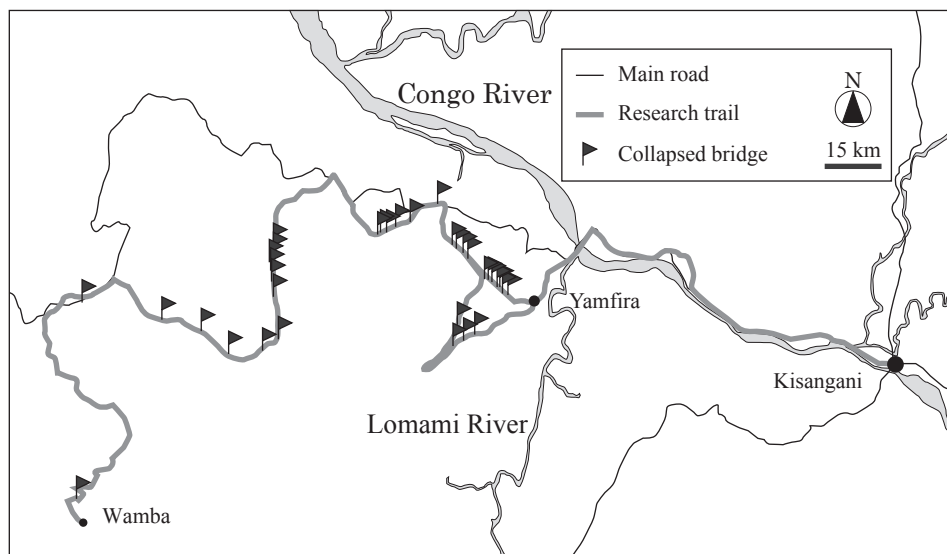 Congo River
Main road
Research trail
Collapsed bridge
N
15 km
Yamfira
Kisangani
Lomami River
Wamba